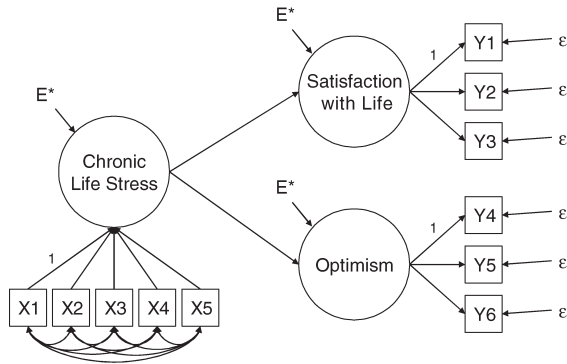 E*
Satisfaction
with Life
1
Y1
ε
Y2
ε
Y3
ε
E*
Chronic
Life Stress
E*
Optimism
1
Y4
ε
Y5
ε
Y6
ε
1
X1
X2
X3
X4
X5